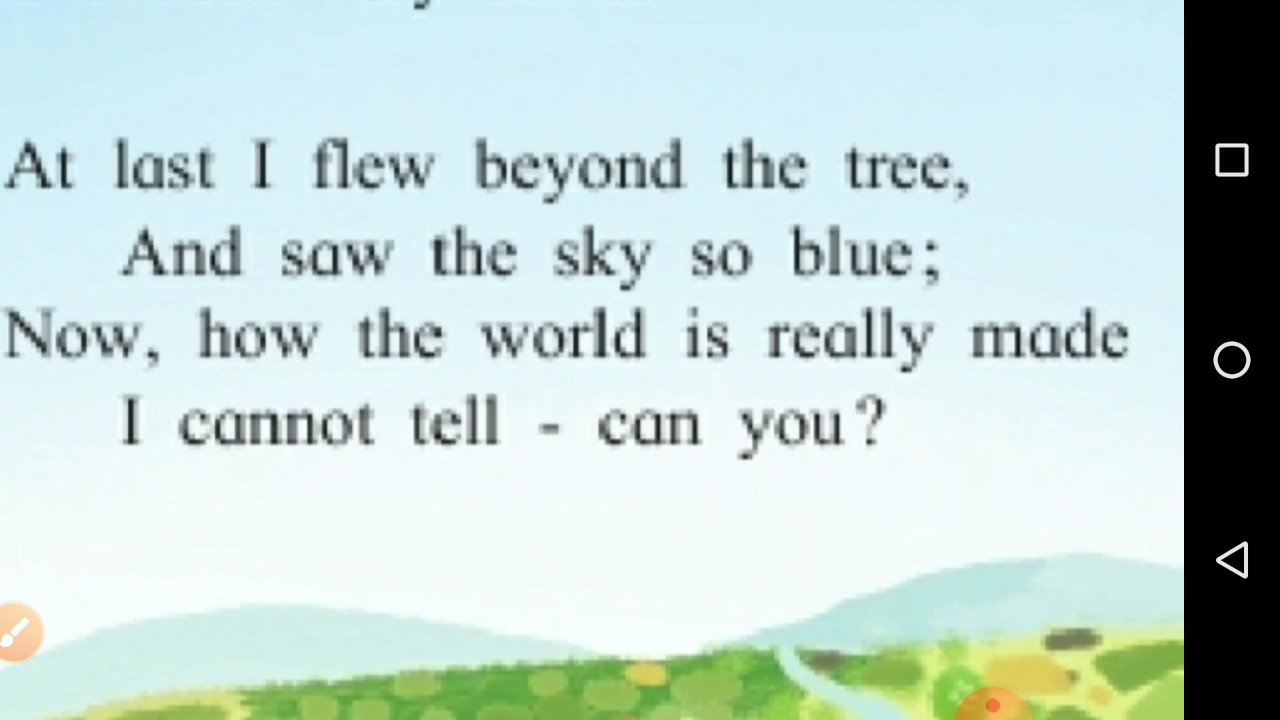 At last I flew beyond the tree,
And saw the sky so blue;
Now, how the world is really made
I cannot tell - can you?